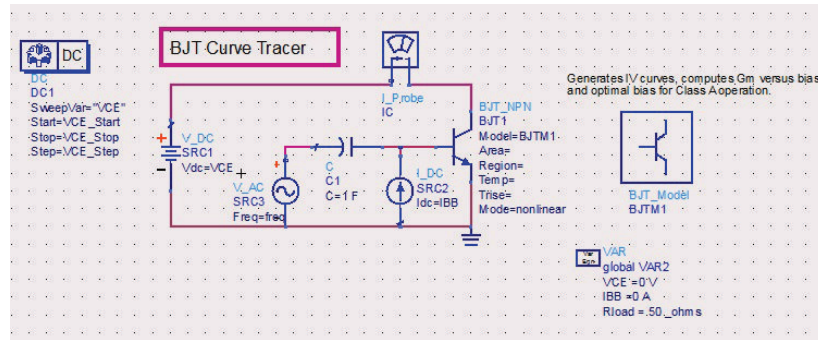 DC
BJT Curve Tracer
DC
DC1
SweepVar="VCE"
Start=VCE_Start
Stop=VCE_Stop
Step=VCE_Step
V_DC
SRC1
Vdc=VCE
V_AC
SRC3
Freq=freq
C
C1
C=1 F
I_Probe
IC
I_DC
SRC2
Idc=IBB
BJT_NPN
BJT1
Model=BJTM1
Area=
Region=
Temp=
Trise=
Mode=nonlinear
Generates IV curves, computes Gm versus bias
and optimal bias for Class A operation.
BJT_Model
BJTM1
Var
Eqn
VAR
global VAR2
VCE =0 V
IBB =0 A
Rload = 50 _ohms